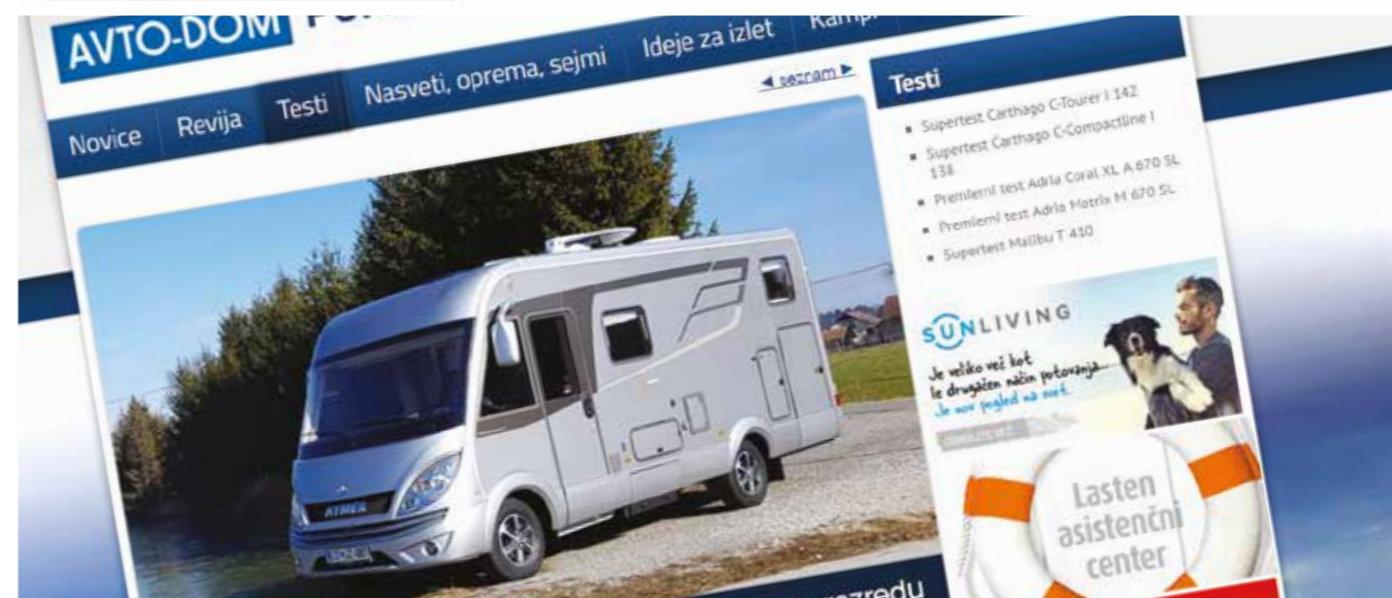 AVTO-DOM
Novice Revija Testi Nasveti, oprema, sejmi Ideje za izlet
◄ seznam ►
Testi
Supertest Carthago C-Tourer I 142
Supertest Carthago C-Compactline I
138
Premierni test Adria Coral XL A 670 SL
Premierni test Adria Matrix M 670 SL
Supertest Malibu T 410
HYMER
SUNLIVING
Je veliko več kot
le drugačen način potovanja...
Je nov pogled na svet.
Lasten
asistenčni
center